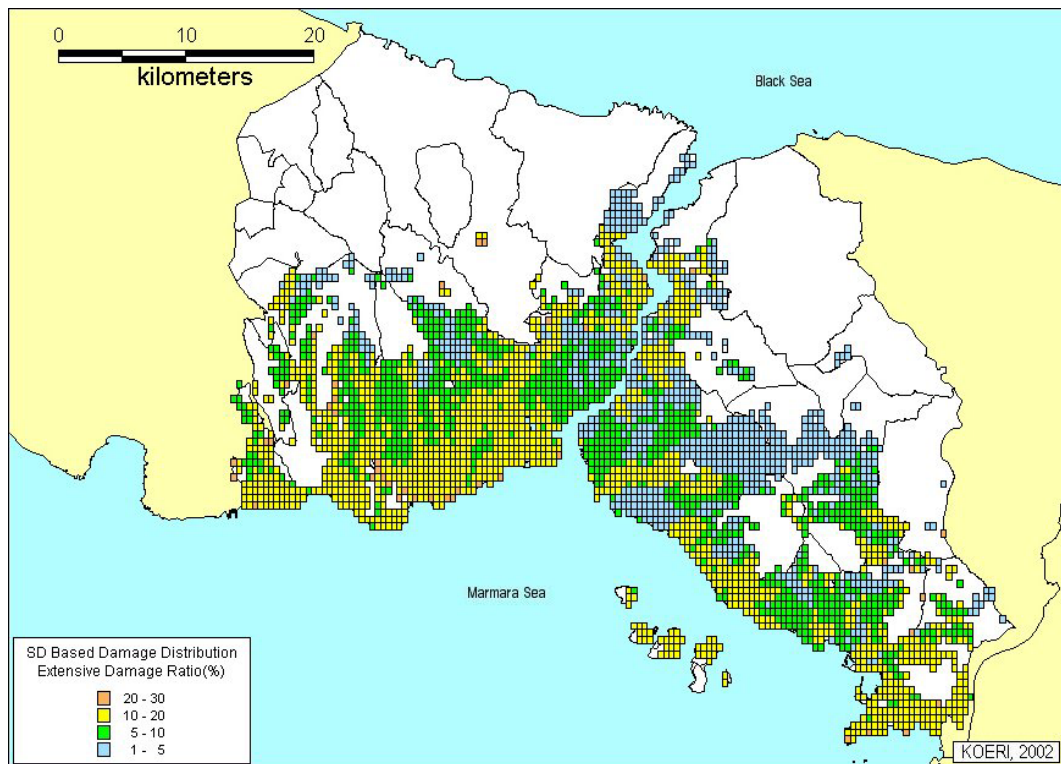 0 10 20
kilometers
Black Sea
Marmara Sea
SD Based Damage Distribution
Extensive Damage Ratio(%)
20 - 30
10 - 20
5 - 10
1 - 5
KOERI, 2002